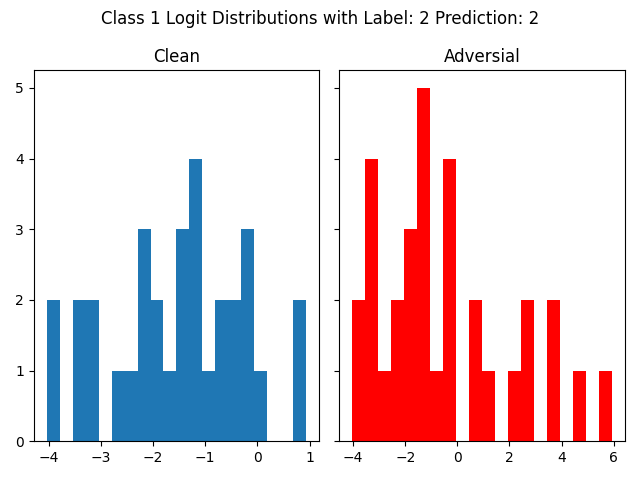 Class 1 Logit Distributions with Label: 2 Prediction: 2
Clean
Adversial
5
4
3
2
1
0
−4 −3 −2 −1 0 1
−4 −2 0 2 4 6